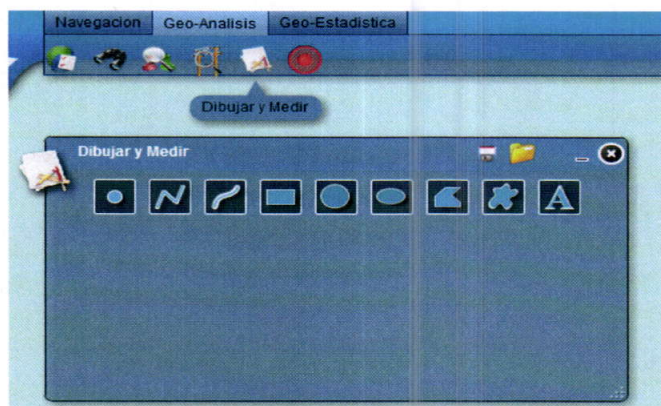 Navegacion Geo-Analisis Geo-Estadistica
Dibujar y Medir
Dibujar y Medir
A